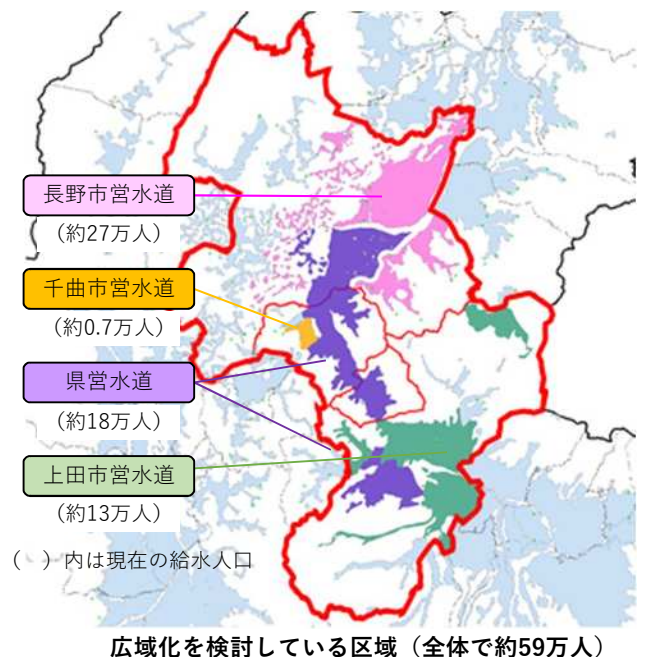 長野市営水道
(約27万人)
千曲市営水道
(約0.7万人)
県営水道
(約18万人)
上田市営水道
(約13万人)
(　)内は現在の給水人口
広域化を検討している区域（全体で約59万人）